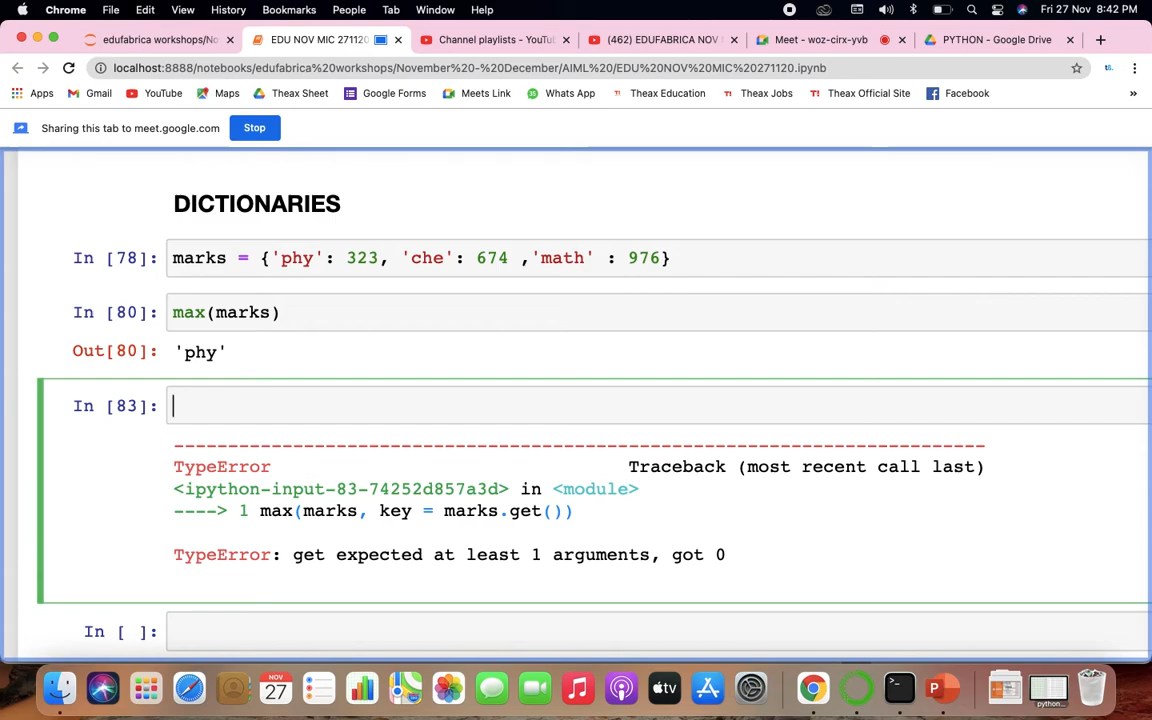 Chrome File Edit View History Bookmarks People Tab Window Help Fri 27 Nov 8:42 PM
edufabrica workshops/No EDU NOV MIC 271120 Channel playlists - YouTu (462) EDUFABRICA NOV M Meet - woz-cirx-yvb PYTHON - Google Drive
localhost:8888/notebooks/edufabrica%20workshops/November%20-%20December/AIML%20/EDU%20NOV%20MIC%20271120.ipynb
Apps Gmail YouTube Maps Theax Sheet Google Forms Meets Link Whats App Theax Education Theax Jobs Theax Official Site Facebook »
Sharing this tab to meet.google.com Stop
DICTIONARIES
In [78]: marks = {'phy': 323, 'che': 674 ,'math' : 976}
In [80]: max(marks)
Out[80]: 'phy'
In [83]:
---------------------------------------------------------------------------
TypeError Traceback (most recent call last)
<ipython-input-83-74252d857a3d> in <module>
----> 1 max(marks, key = marks.get())
TypeError: get expected at least 1 arguments, got 0
In [ ]:
NOV
27
tv
python...